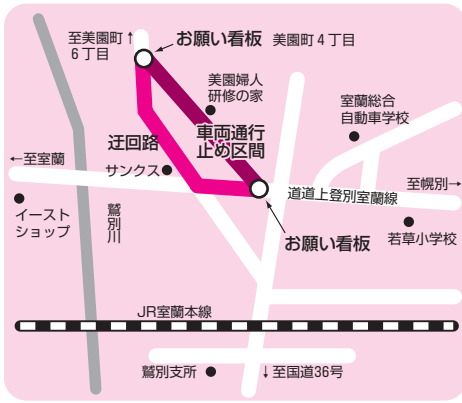 至美園町↑
6丁目
お願い看板
美園町4丁目
美園婦人
研修の家
室蘭総合
自動車学校
迂回路
車両通行
止め区間
←至室蘭
サンクス
道道上登別室蘭線
至幌別→
イースト
ショップ
鷲別川
お願い看板
若草小学校
JR室蘭本線
鷲別支所
↓至国道36号